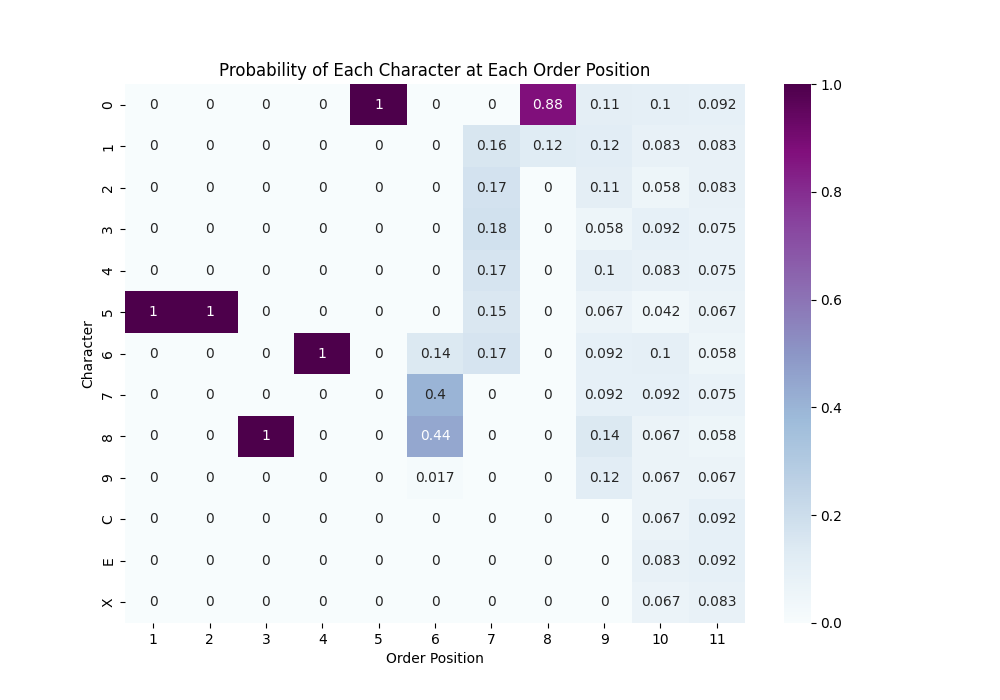 Probability of Each Character at Each Order Position
0 0 0 0 0 1 0 0 0.88 0.11 0.1 0.092
1 0 0 0 0 0 0 0.16 0.12 0.12 0.083 0.083
2 0 0 0 0 0 0 0.17 0 0.11 0.058 0.083
3 0 0 0 0 0 0 0.18 0 0.058 0.092 0.075
4 0 0 0 0 0 0 0.17 0 0.1 0.083 0.075
5 1 1 0 0 0 0 0.15 0 0.067 0.042 0.067
6 0 0 0 1 0 0.14 0.17 0 0.092 0.1 0.058
7 0 0 0 0 0 0.4 0 0 0.092 0.092 0.075
8 0 0 1 0 0 0.44 0 0 0.14 0.067 0.058
9 0 0 0 0 0 0.017 0 0 0.12 0.067 0.067
C 0 0 0 0 0 0 0 0 0 0.067 0.092
E 0 0 0 0 0 0 0 0 0 0.083 0.092
X 0 0 0 0 0 0 0 0 0 0.067 0.083
1 2 3 4 5 6 7 8 9 10 11
Order Position
Character
1.0
0.8
0.6
0.4
0.2
0.0